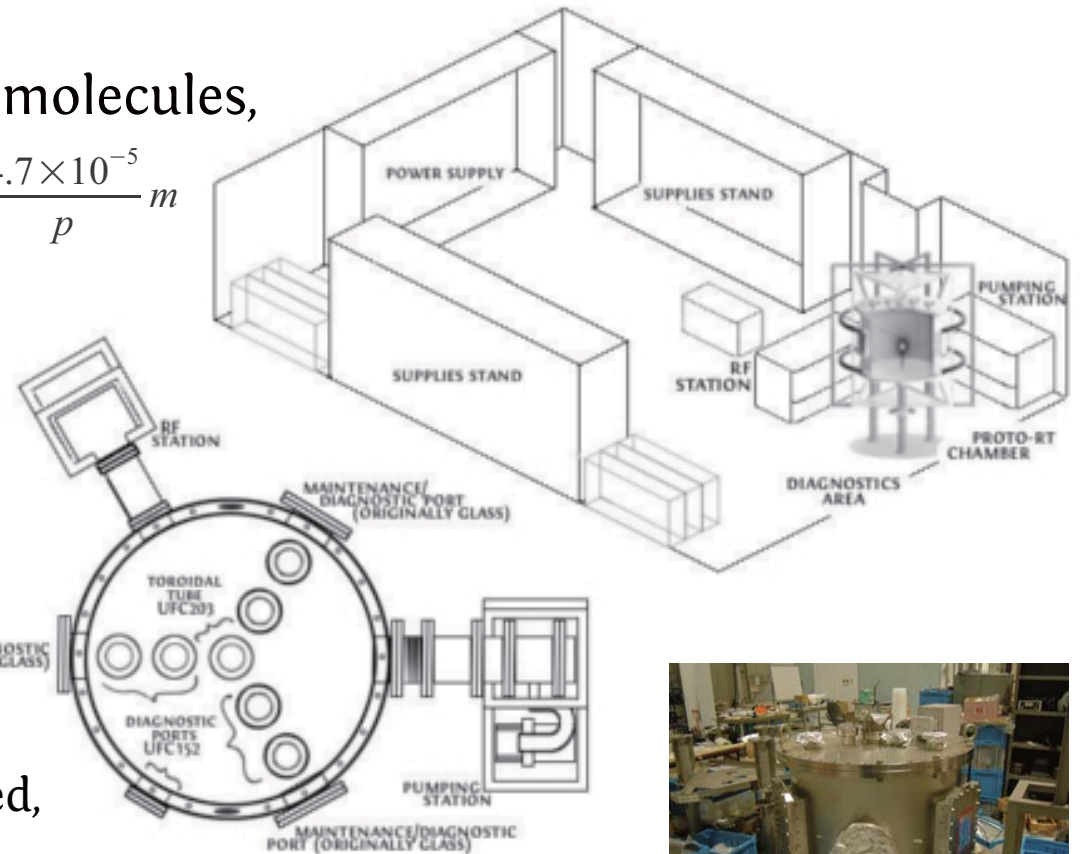 molecules,
.7×10⁻⁵
p
m
POWER SUPPLY
SUPPLIES STAND
PUMPING
STATION
SUPPLIES STAND
RF
STATION
PROTO-RT
CHAMBER
DIAGNOSTICS
AREA
RF
STATION
MAINTENANCE/
DIAGNOSTIC PORT
(ORIGINALLY GLASS)
TOROIDAL
TUBE
UFC203
NOSTIC
GLASS)
DIAGNOSTIC
PORTS
UFC152
PUMPING
STATION
ed,
MAINTENANCE/DIAGNOSTIC
PORT (ORIGINALLY GLASS)